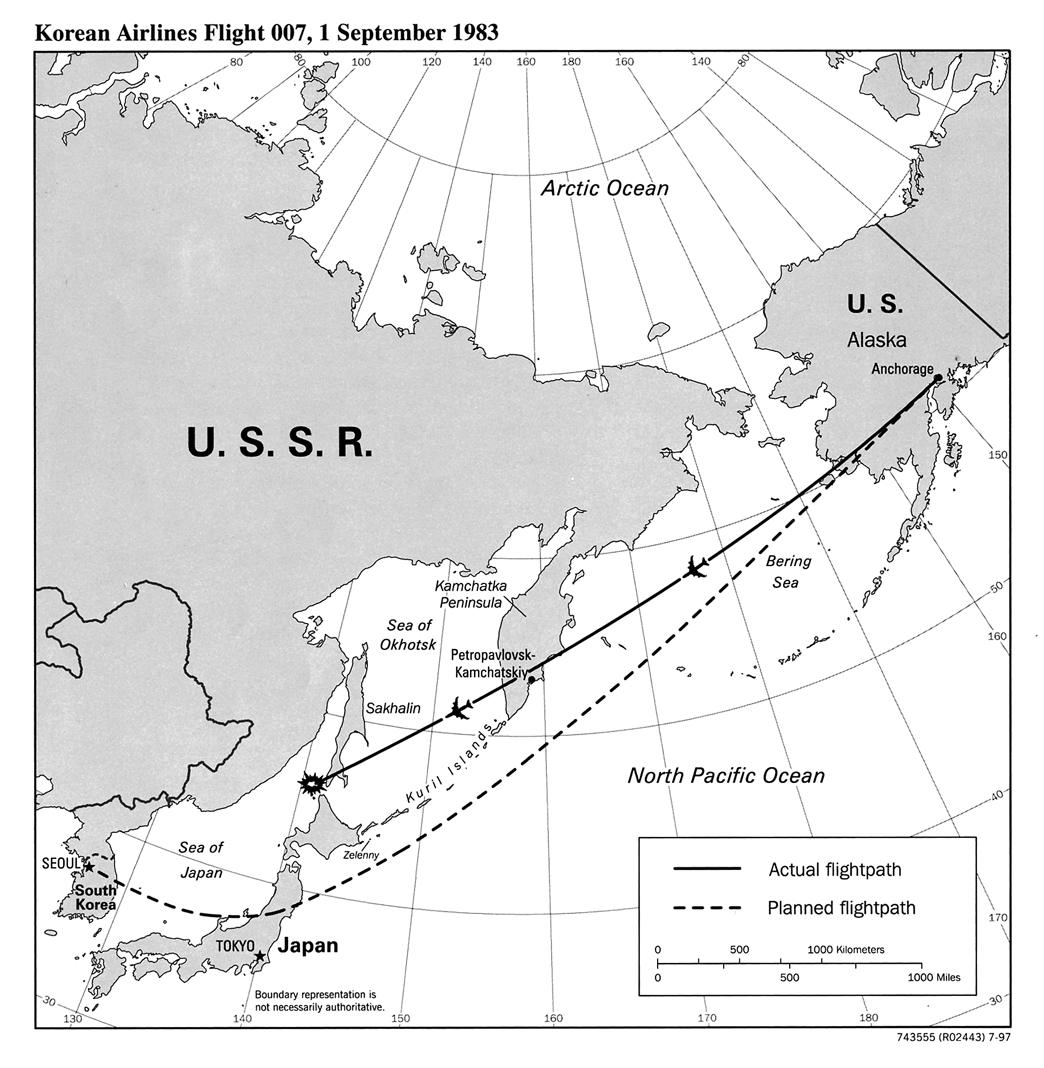 Korean Airlines Flight 007, 1 September 1983
80 80 100 120 140 160 180 160 140 80
Arctic Ocean
U. S.
Alaska
Anchorage
U. S. S. R.
150
Bering
Sea
Kamchatka
Peninsula
50
Sea of
Okhotsk
160
Petropavlovsk-
Kamchatskiy
Sakhalin
Kuril Islands
North Pacific Ocean
40
Sea of
Japan
Zelenny
SEOUL
South
Korea
Actual flightpath
Planned flightpath
170
TOKYO
Japan
0 500 1000 Kilometers
0 500 1000 Miles
Boundary representation is
not necessarily authoritative.
30 30
130 140 150 160 170 180
743555 (R02443) 7-97